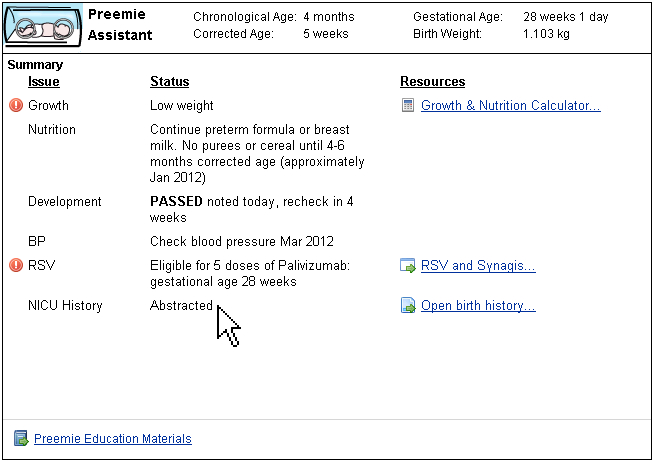 Preemie Assistant
Chronological Age: 4 months
Gestational Age: 28 weeks 1 day
Corrected Age: 5 weeks
Birth Weight: 1.103 kg
Summary
Issue Status Resources
Growth Low weight Growth & Nutrition Calculator...
Nutrition Continue preterm formula or breast
milk. No purees or cereal until 4-6
months corrected age (approximately
Jan 2012)
Development PASSED noted today, recheck in 4
weeks
BP Check blood pressure Mar 2012
RSV Eligible for 5 doses of Palivizumab: RSV and Synagis...
gestational age 28 weeks
NICU History Abstracted Open birth history...
Preemie Education Materials